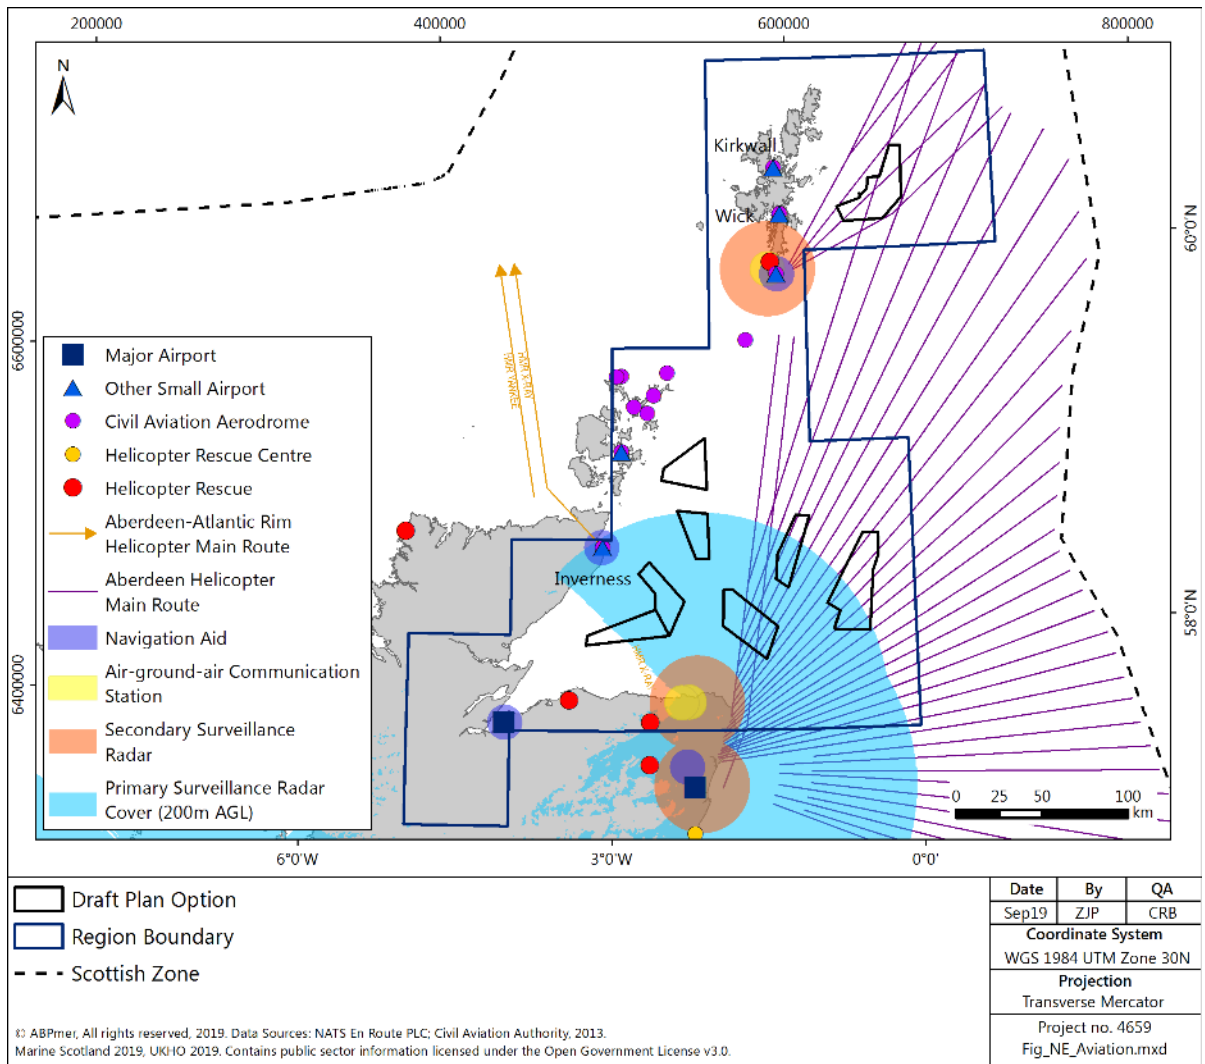 200000
400000
600000
800000
N
Kirkwall
Wick
60°0'N
6600000
HMR X-RAY
HMR YANKEE
Major Airport
Other Small Airport
Civil Aviation Aerodrome
Helicopter Rescue Centre
Helicopter Rescue
Aberdeen-Atlantic Rim
Helicopter Main Route
Aberdeen Helicopter
Main Route
Navigation Aid
Air-ground-air Communication
Station
Secondary Surveillance
Radar
Primary Surveillance Radar
Cover (200m AGL)
Inverness
58°0'N
HMR X-RAY
6400000
0 25 50 100
km
6°0'W
3°0'W
0°0'
Draft Plan Option
Region Boundary
Scottish Zone
Date By QA
Sep19 ZJP CRB
Coordinate System
WGS 1984 UTM Zone 30N
Projection
Transverse Mercator
Project no. 4659
Fig_NE_Aviation.mxd
© ABPmer, All rights reserved, 2019. Data Sources: NATS En Route PLC; Civil Aviation Authority, 2013.
Marine Scotland 2019, UKHO 2019. Contains public sector information licensed under the Open Government License v3.0.